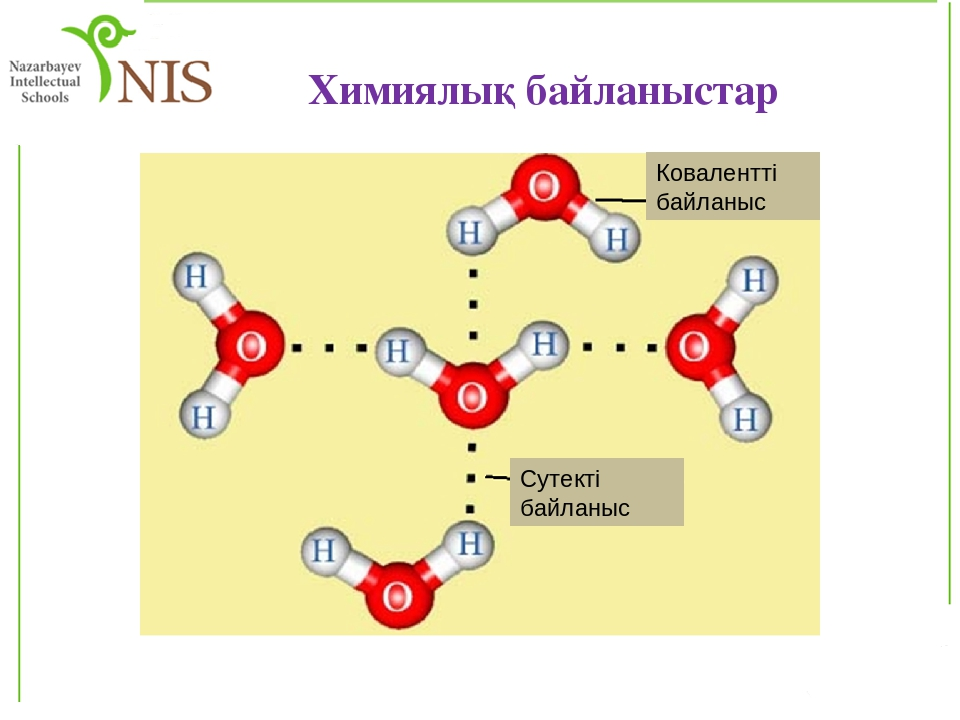 Nazarbayev
Intellectual
Schools
NIS
Химиялық байланыстар
Ковалентті
байланыс
O
H
H
H
H
O
H
H
H
O
O
O
H
H
Сутекті
байланыс
H
H
O